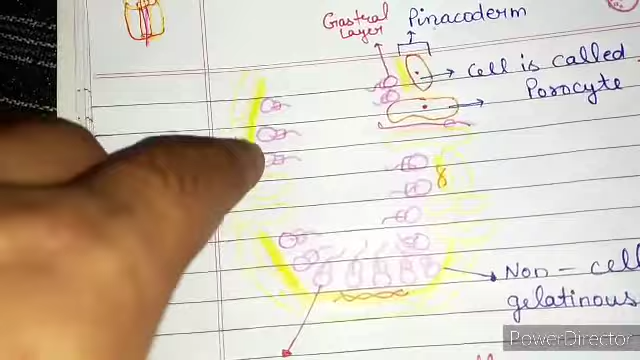 Gastral
Layer
Pinacoderm
Cell is called
Porocyte
Non-cell
gelatinous
PowerDirector